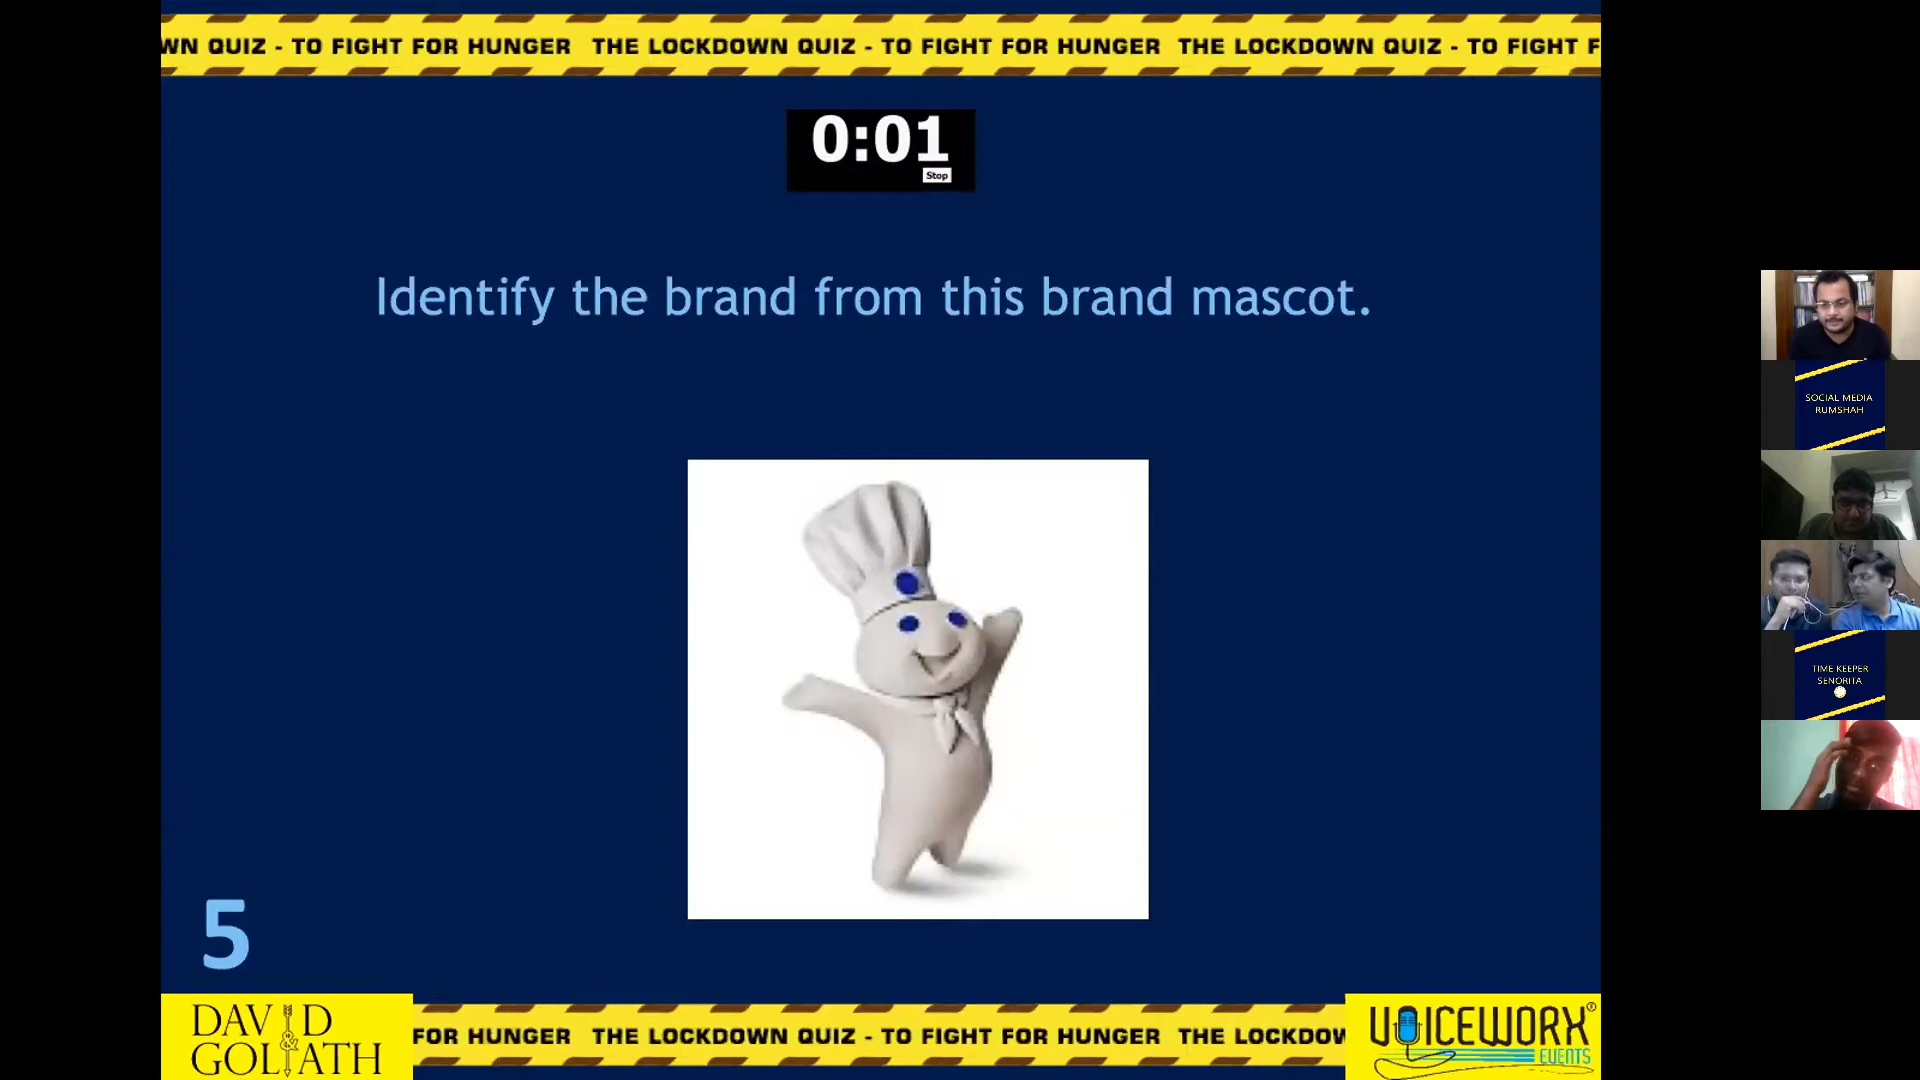 WN QUIZ - TO FIGHT FOR HUNGER THE LOCKDOWN QUIZ - TO FIGHT FOR HUNGER THE LOCKDOWN QUIZ - TO FIGHT F
0:01
Stop
Identify the brand from this brand mascot.
SOCIAL MEDIA
RUMSHAH
TIME KEEPER
SENORITA
5
DAVID
&
GOLIATH
FOR HUNGER THE LOCKDOWN QUIZ - TO FIGHT FOR HUNGER THE LOCKDOW
VOICEWORX®
EVENTS